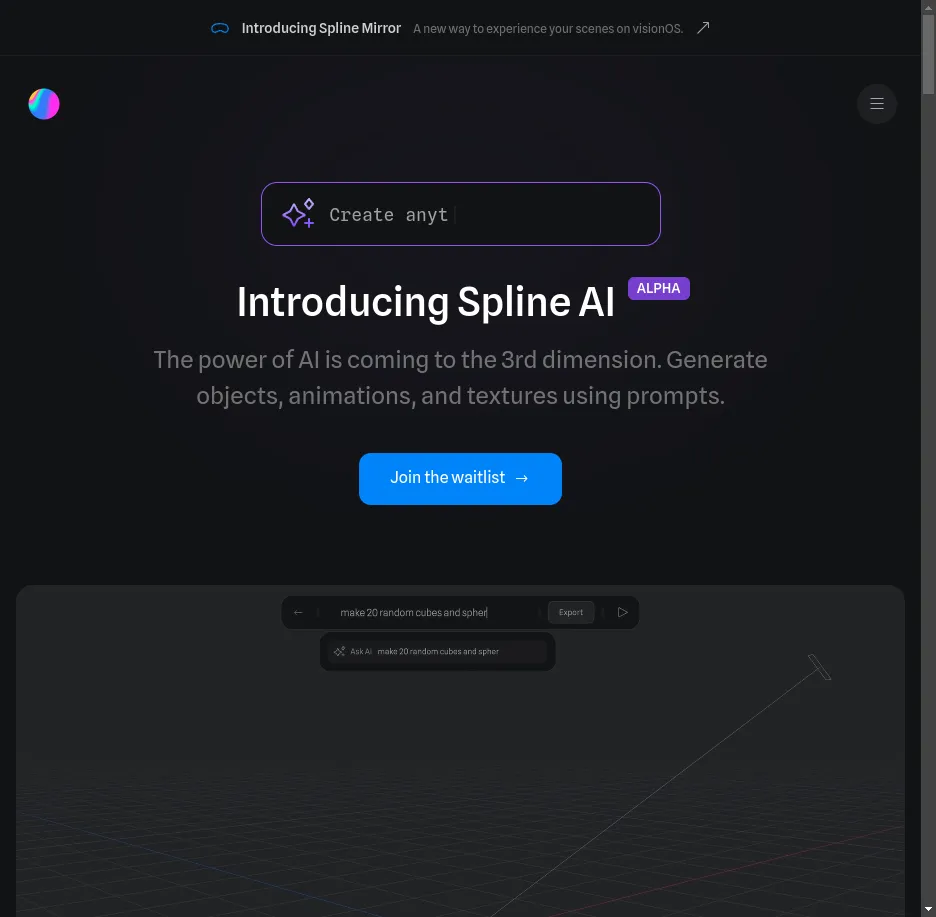 Introducing Spline Mirror A new way to experience your scenes on visionOS.
Create anyt
Introducing Spline AI ALPHA
The power of AI is coming to the 3rd dimension. Generate
objects, animations, and textures using prompts.
Join the waitlist →
make 20 random cubes and spher Export
Ask AI make 20 random cubes and spher